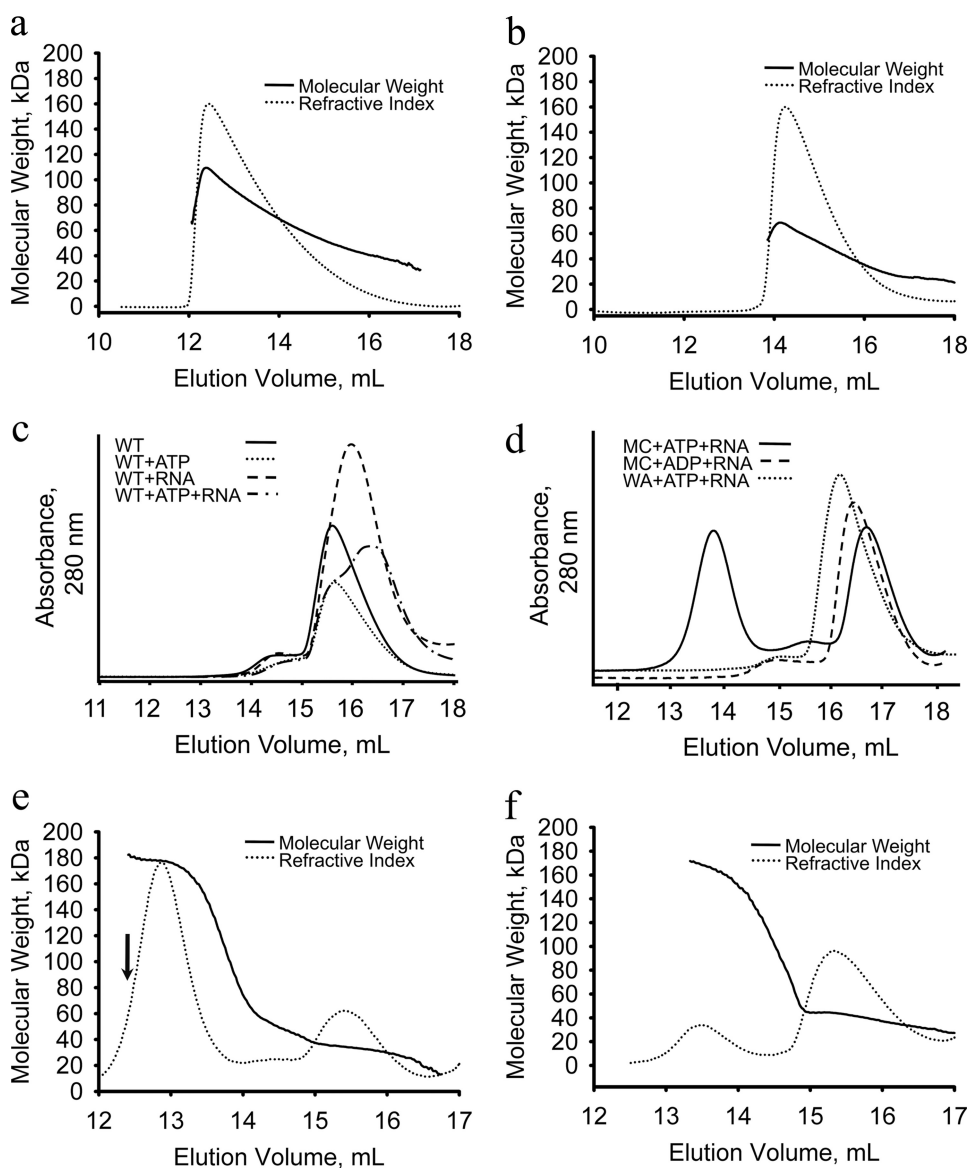 a
200
180
160
140
120
100
80
60
40
20
0
Molecular Weight, kDa
Molecular Weight
Refractive Index
10 12 14 16 18
Elution Volume, mL
b
200
180
160
140
120
100
80
60
40
20
0
Molecular Weight, kDa
Molecular Weight
Refractive Index
10 12 14 16 18
Elution Volume, mL
c
Absorbance,
280 nm
WT
WT+ATP
WT+RNA
WT+ATP+RNA
11 12 13 14 15 16 17 18
Elution Volume, mL
d
Absorbance,
280 nm
MC+ATP+RNA
MC+ADP+RNA
WA+ATP+RNA
12 13 14 15 16 17 18
Elution Volume, mL
e
200
180
160
140
120
100
80
60
40
20
0
Molecular Weight, kDa
Molecular Weight
Refractive Index
12 13 14 15 16 17
Elution Volume, mL
f
200
180
160
140
120
100
80
60
40
20
0
Molecular Weight, kDa
Molecular Weight
Refractive Index
12 13 14 15 16 17
Elution Volume, mL